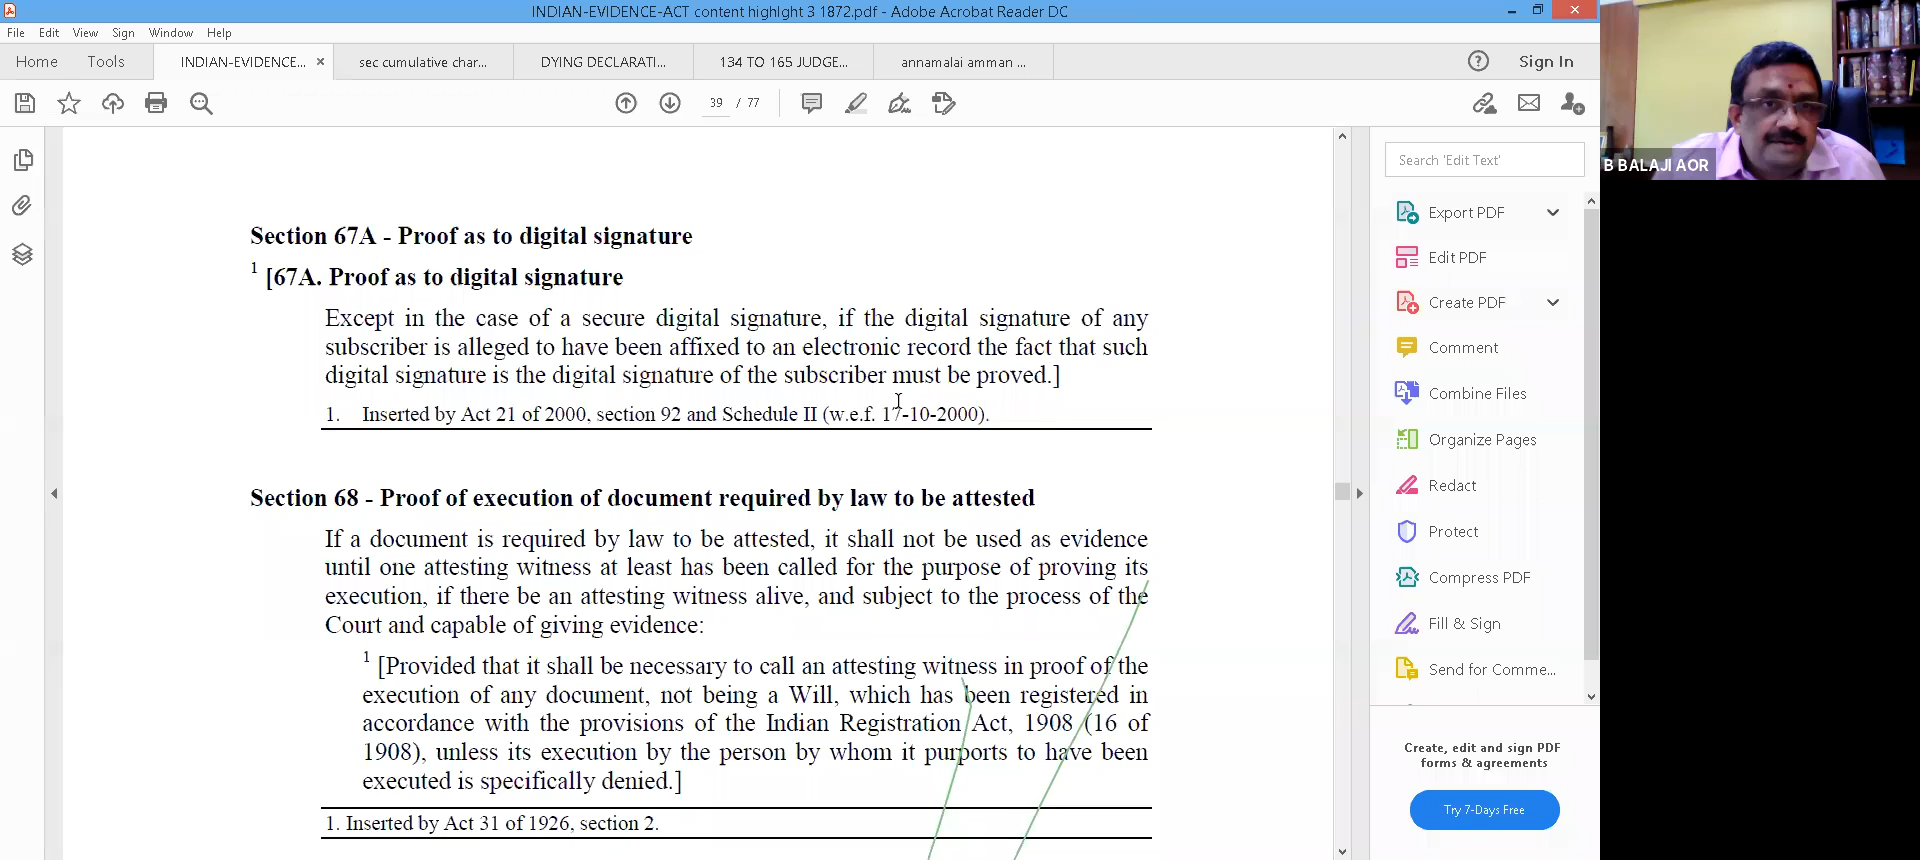 INDIAN-EVIDENCE-ACT content highlght 3 1872.pdf - Adobe Acrobat Reader DC
File Edit View Sign Window Help
Home Tools INDIAN-EVIDENCE... × sec cumulative char... DYING DECLARATI... 134 TO 165 JUDGE... annamalai amman ... Sign In
39 / 77
Section 67A - Proof as to digital signature
1 [67A. Proof as to digital signature
Except in the case of a secure digital signature, if the digital signature of any
subscriber is alleged to have been affixed to an electronic record the fact that such
digital signature is the digital signature of the subscriber must be proved.]
1. Inserted by Act 21 of 2000, section 92 and Schedule II (w.e.f. 17-10-2000).
Section 68 - Proof of execution of document required by law to be attested
If a document is required by law to be attested, it shall not be used as evidence
until one attesting witness at least has been called for the purpose of proving its
execution, if there be an attesting witness alive, and subject to the process of the
Court and capable of giving evidence:
1 [Provided that it shall be necessary to call an attesting witness in proof of the
execution of any document, not being a Will, which has been registered in
accordance with the provisions of the Indian Registration Act, 1908 (16 of
1908), unless its execution by the person by whom it purports to have been
executed is specifically denied.]
1. Inserted by Act 31 of 1926, section 2.
Search 'Edit Text'
Export PDF
Edit PDF
Create PDF
Comment
Combine Files
Organize Pages
Redact
Protect
Compress PDF
Fill & Sign
Send for Comme...
Create, edit and sign PDF
forms & agreements
Try 7-Days Free
B BALAJI AOR